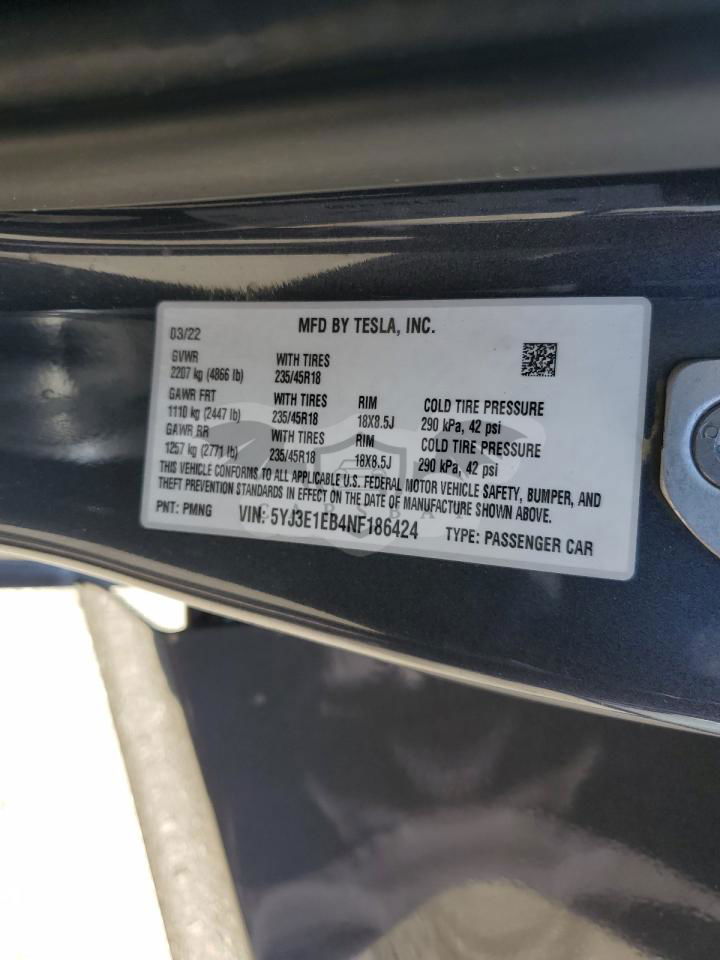 03/22 MFD BY TESLA, INC.
GVWR WITH TIRES
2207 kg (4866 lb) 235/45R18
GAWR FRT WITH TIRES RIM COLD TIRE PRESSURE
1110 kg (2447 lb) 235/45R18 18X8.5J 290 kPa, 42 psi
GAWR RR WITH TIRES RIM COLD TIRE PRESSURE
1257 kg (2771 lb) 235/45R18 18X8.5J 290 kPa, 42 psi
THIS VEHICLE CONFORMS TO ALL APPLICABLE U.S. FEDERAL MOTOR VEHICLE SAFETY, BUMPER, AND
THEFT PREVENTION STANDARDS IN EFFECT ON THE DATE OF MANUFACTURE SHOWN ABOVE.
PNT: PMNG VIN: 5YJ3E1EB4NF186424 TYPE: PASSENGER CAR
CARSBAY